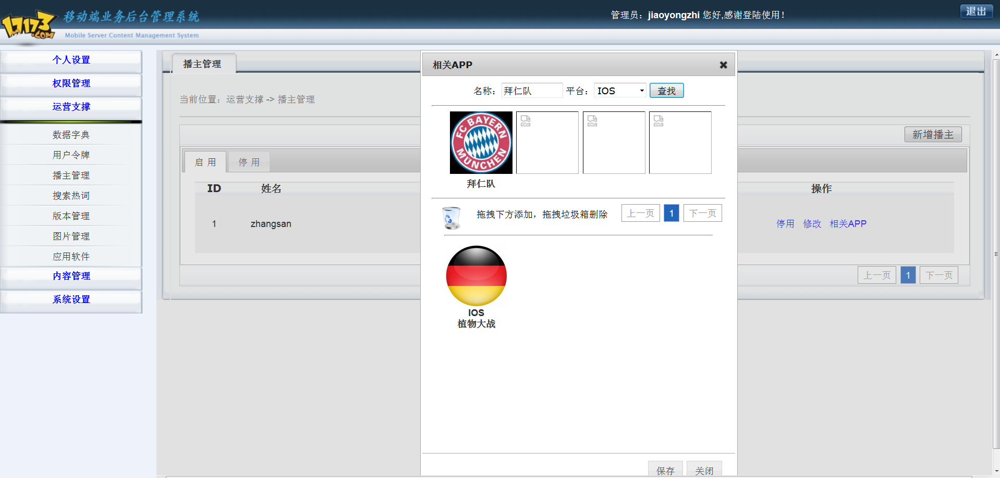 17173
.COM
移动端业务后台管理系统
Mobile Server Content Management System
管理员：jiaoyongzhi 您好,感谢登陆使用！
退出
个人设置
权限管理
运营支撑
数据字典
用户令牌
播主管理
搜索热词
版本管理
图片管理
应用软件
内容管理
系统设置
播主管理
当前位置：运营支撑 -> 播主管理
新增播主
启 用
停 用
ID 姓名 操作
1 zhangsan 停用 修改 相关APP
上一页 1 下一页
相关APP
名称： 拜仁队 平台： IOS 查找
FC BAYERN
MÜNCHEN
拜仁队
拖拽下方添加，拖拽垃圾箱删除 上一页 1 下一页
IOS
植物大战
保存 关闭